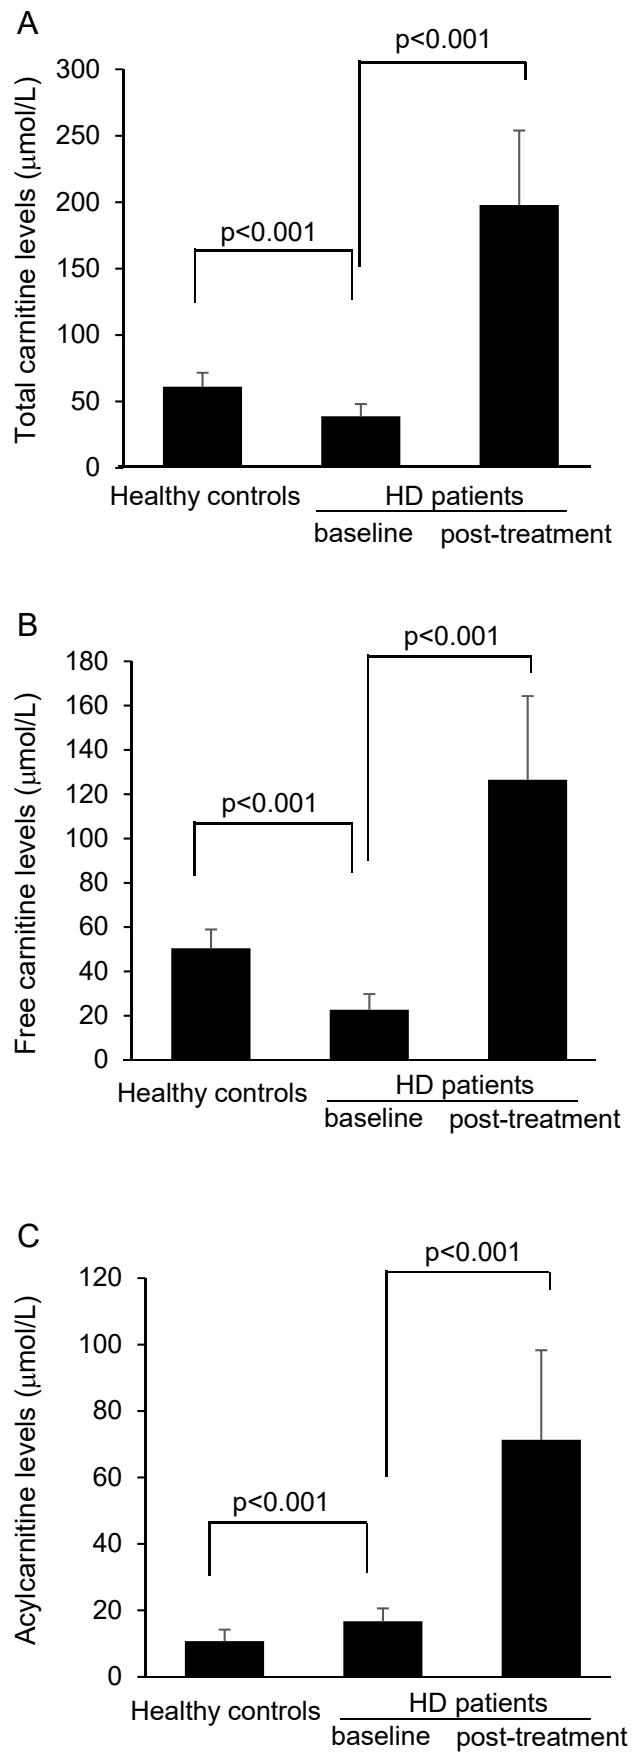 A
p<0.001
Total carnitine levels (μmol/L)
300
250
200
150
100
50
0
p<0.001
Healthy controls
HD patients
baseline
post-treatment
B
p<0.001
Free carnitine levels (μmol/L)
180
160
140
120
100
80
60
40
20
0
p<0.001
Healthy controls
HD patients
baseline
post-treatment
C
p<0.001
Acylcarnitine levels (μmol/L)
120
100
80
60
40
20
0
p<0.001
Healthy controls
HD patients
baseline
post-treatment